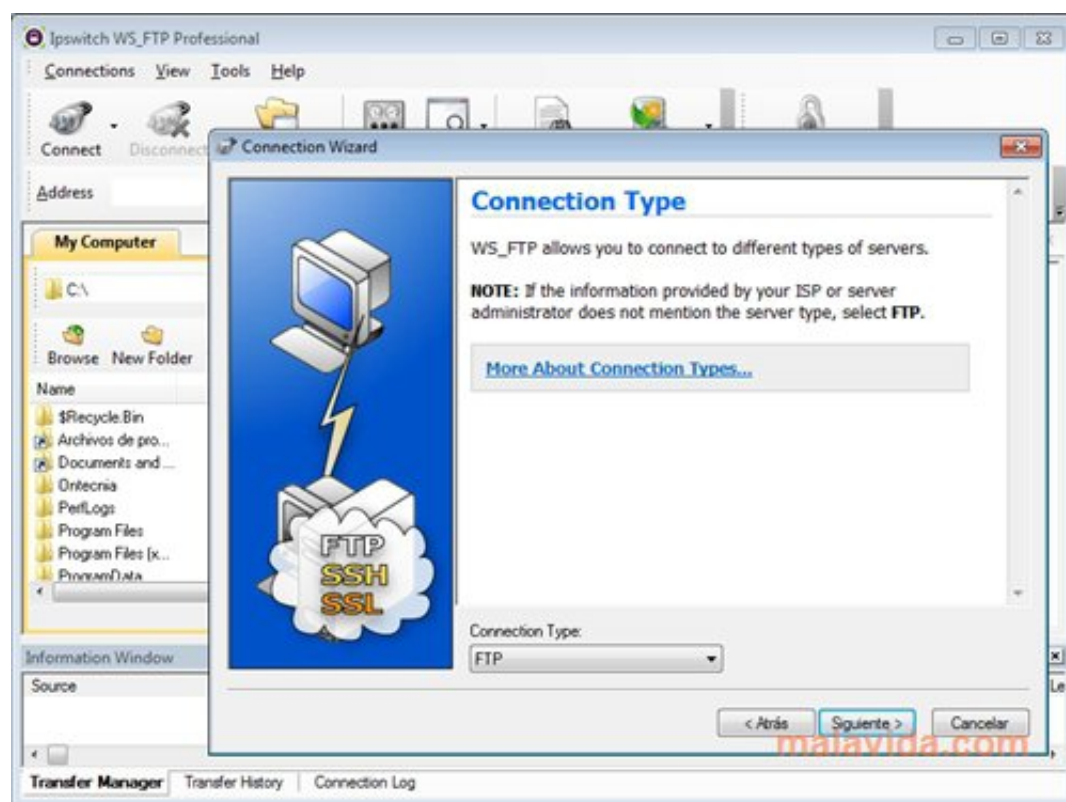 Ipswitch WS_FTP Professional
Connections View Tools Help
Connect Disconnect
Address
My Computer
C:\
Browse New Folder
Name
$Recycle.Bin
Archivos de pro...
Documents and ...
Ontecnia
PerfLogs
Program Files
Program Files (x...
ProgramData
Connection Wizard
Connection Type
WS_FTP allows you to connect to different types of servers.
NOTE: If the information provided by your ISP or server
administrator does not mention the server type, select FTP.
More About Connection Types...
FTP
SSH
SSL
Connection Type:
FTP
< Atrás Siguiente > Cancelar
Information Window
Source
Le
Transfer Manager Transfer History Connection Log
malavida.com